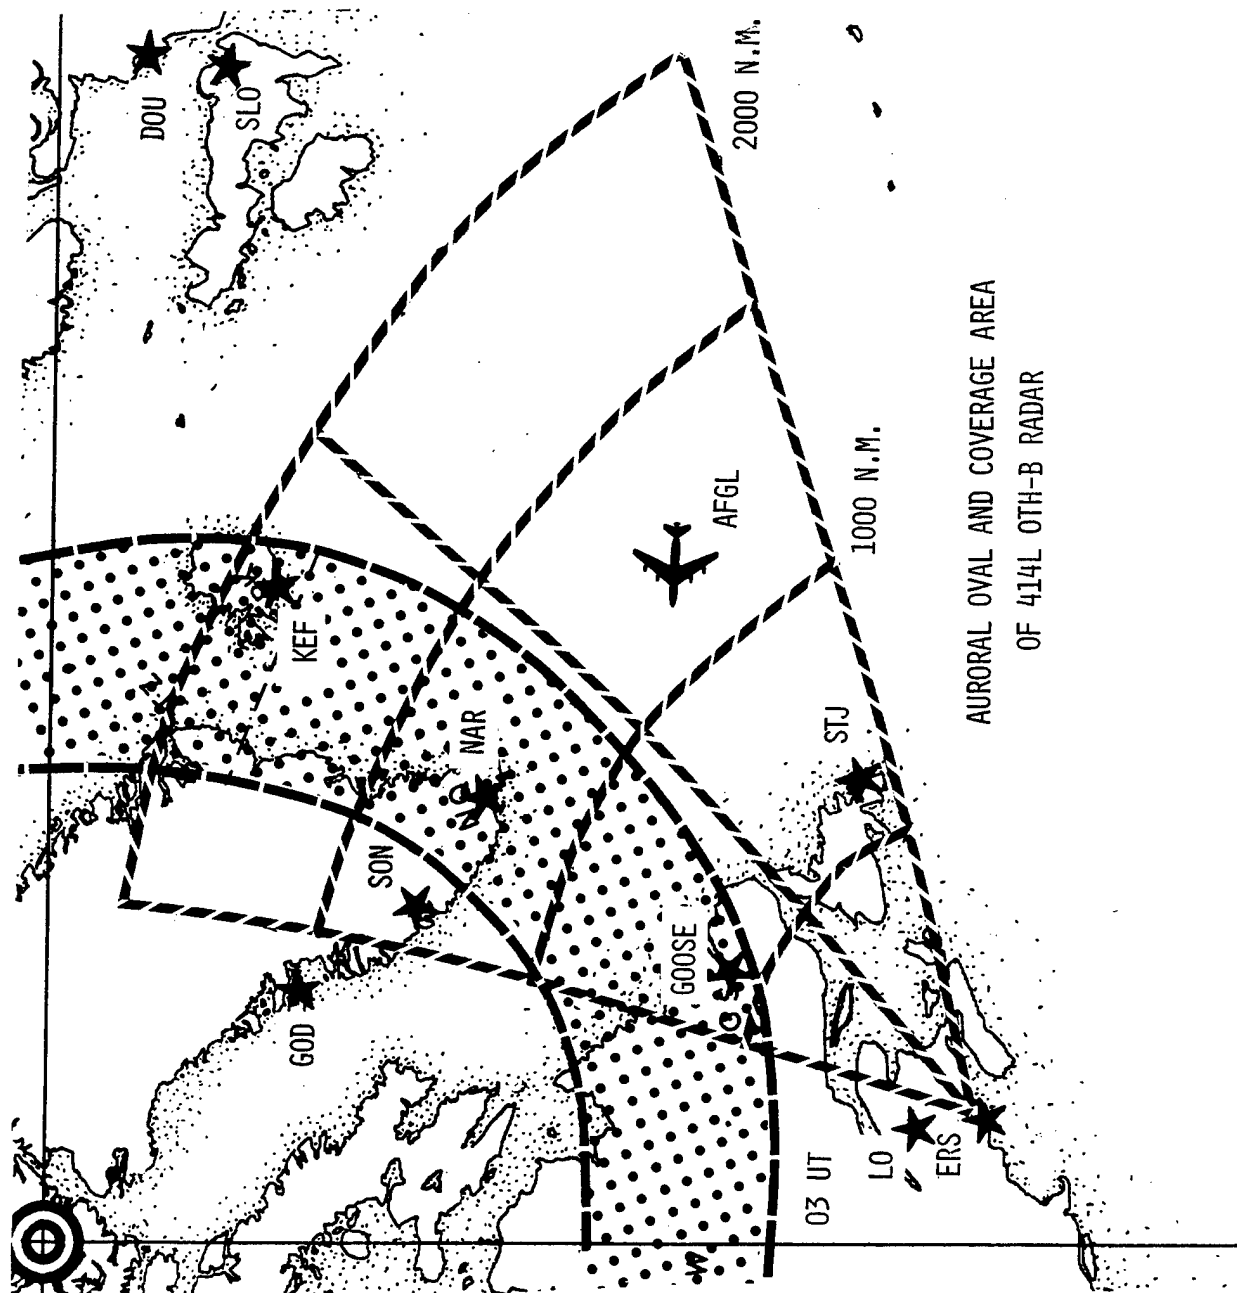 DOU
SLO
2000 N.M.
KEF
NAR
SON
GOD
AFGL
1000 N.M.
STJ
GOOSE
03 UT
LO
ERS
AURORAL OVAL AND COVERAGE AREA
OF 414L OTH-B RADAR